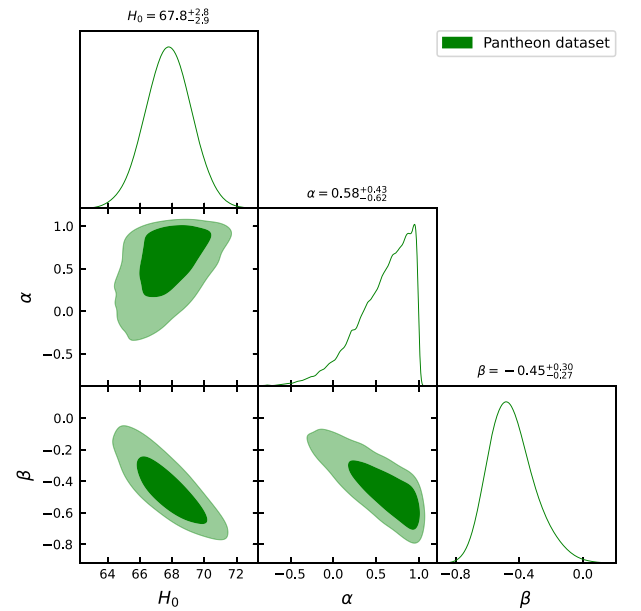 H₀ = 67.8⁺²·⁸₋₂.₉
Pantheon dataset
α = 0.58⁺⁰·⁴³₋₀.₆₂
1.0
0.5
0.0
−0.5
α
β = −0.45⁺⁰·³⁰₋₀.₂₇
0.0
−0.2
−0.4
−0.6
−0.8
β
64 66 68 70 72
−0.5 0.0 0.5 1.0
−0.8 −0.4 0.0
H₀ α β